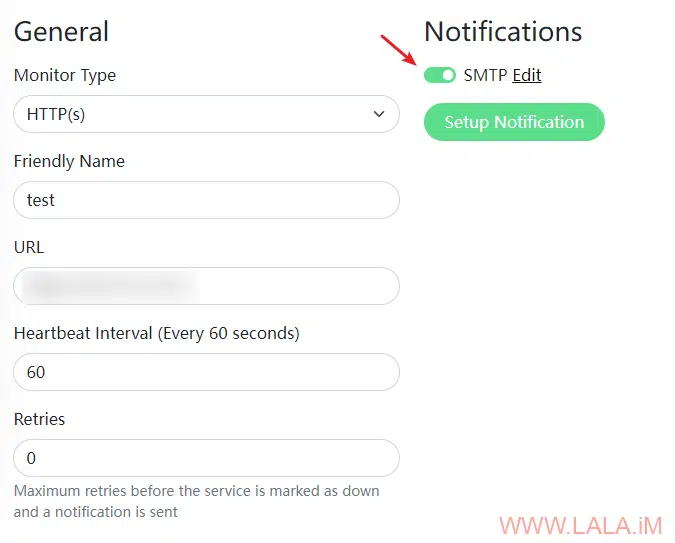 General
Monitor Type
HTTP(s)
Friendly Name
test
URL
Heartbeat Interval (Every 60 seconds)
60
Retries
0
Maximum retries before the service is marked as down
and a notification is sent
Notifications
SMTP Edit
Setup Notification
WWW.LALA.iM